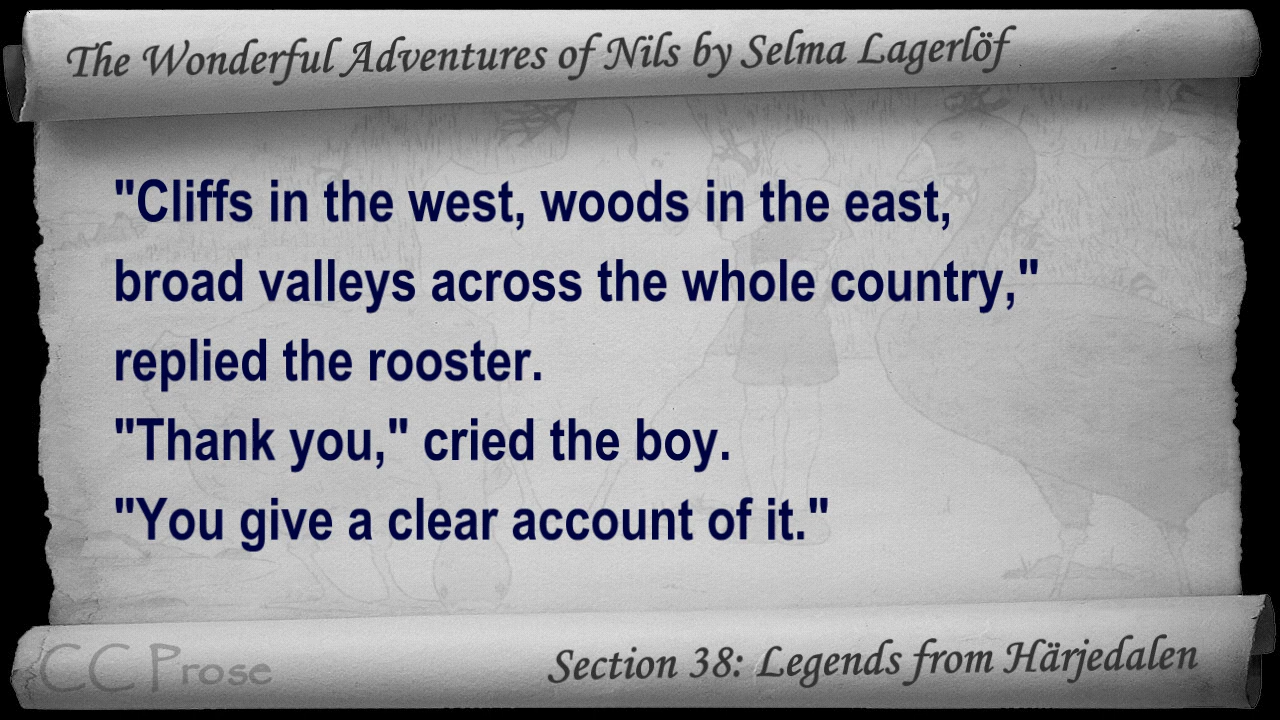 The Wonderful Adventures of Nils by Selma Lagerlöf
"Cliffs in the west, woods in the east,
broad valleys across the whole country,"
replied the rooster.
"Thank you," cried the boy.
"You give a clear account of it."
CC Prose
Section 38: Legends from Härjedalen